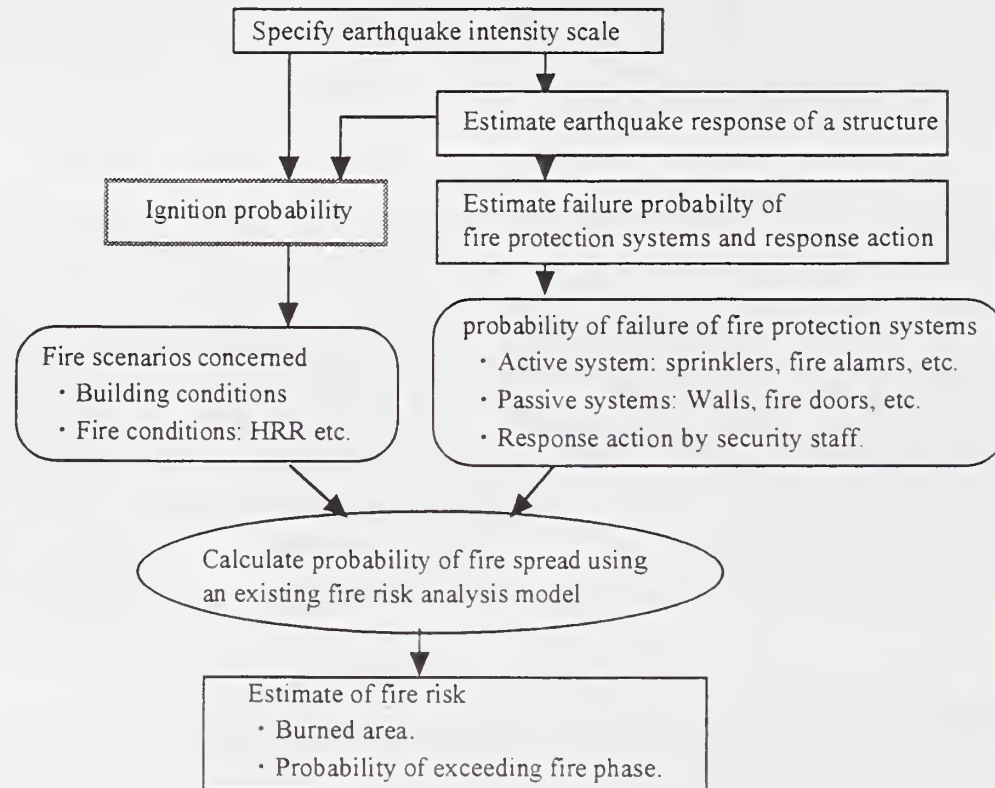 Specify earthquake intensity scale
Estimate earthquake response of a structure
Ignition probability
Estimate failure probabilty of
fire protection systems and response action
Fire scenarios concerned
・Building conditions
・Fire conditions: HRR etc.
probability of failure of fire protection systems
・Active system: sprinklers, fire alamrs, etc.
・Passive systems: Walls, fire doors, etc.
・Response action by security staff.
Calculate probability of fire spread using
an existing fire risk analysis model
Estimate of fire risk
・Burned area.
・Probability of exceeding fire phase.